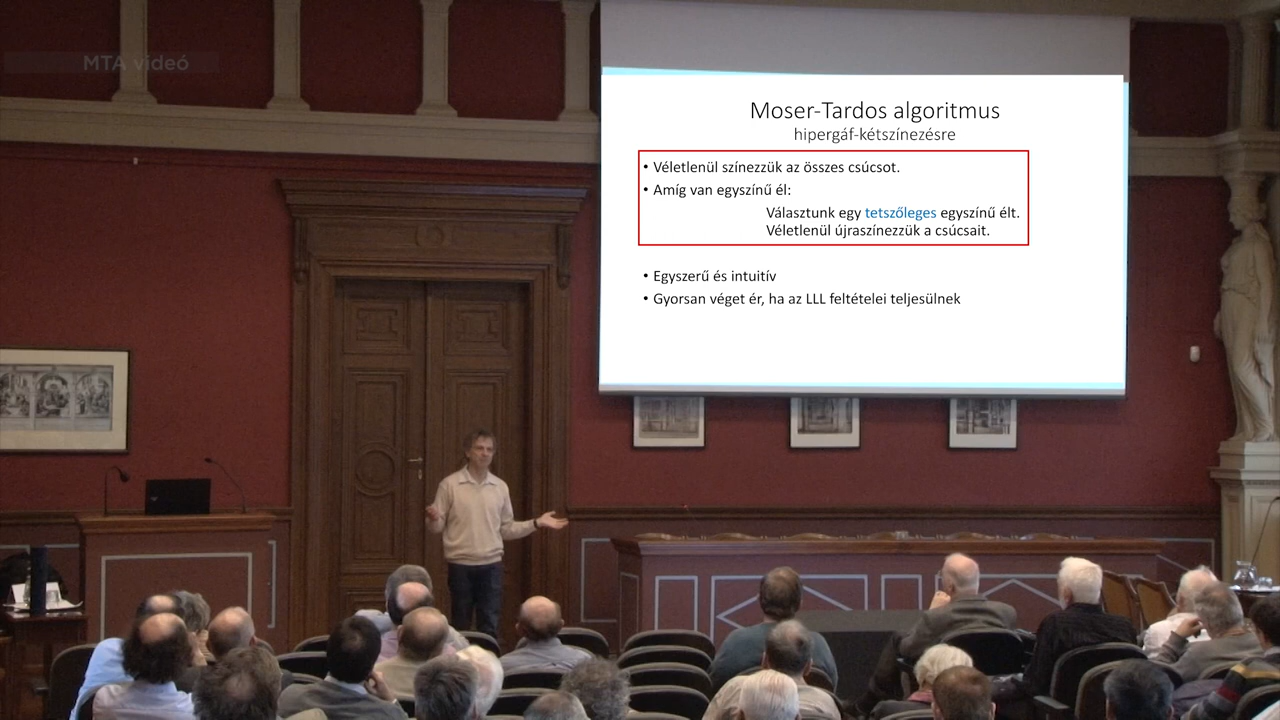 MTA videó
Moser-Tardos algoritmus
hipergáf-kétszínezésre
• Véletlenül színezzük az összes csúcsot.
• Amíg van egyszínű él:
Választunk egy tetszőleges egyszínű élt.
Véletlenül újraszínezzük a csúcsait.
• Egyszerű és intuitív
• Gyorsan véget ér, ha az LLL feltételei teljesülnek